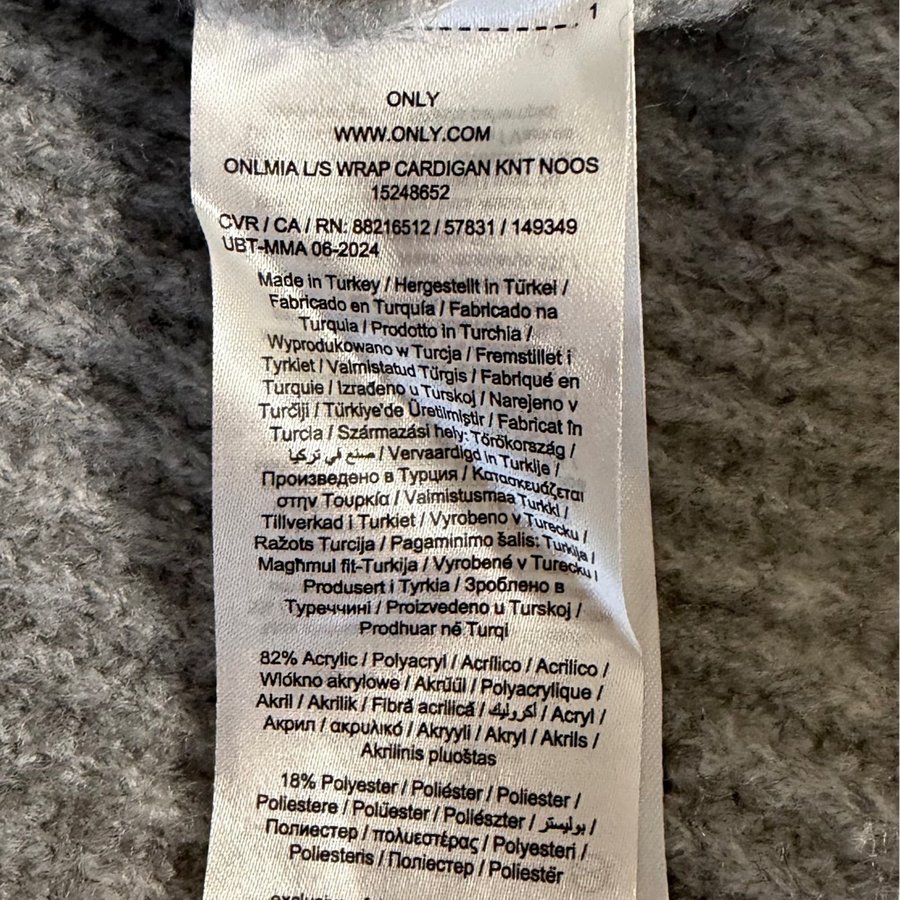 1
ONLY
WWW.ONLY.COM
ONLMIA L/S WRAP CARDIGAN KNT NOOS
15248652
CVR / CA / RN: 88216512 / 57831 / 149349
UBT-MMA 06-2024
Made in Turkey / Hergestellt in Türkei /
Fabricado en Turquía / Fabricado na
Turquia / Prodotto in Turchia /
Wyprodukowano w Turcja / Fremstillet i
Tyrkiet / Valmistatud Türgis / Fabriqué en
Turquie / Izrađeno u Turskoj / Narejeno v
Turčiji / Türkiye'de Üretilmiştir / Fabricat în
Turcia / Származási hely: Törökország /
صنع في تركيا / Vervaardigd in Turkije /
Произведено в Турция / Κατασκευάζεται
στην Τουρκία / Valmistusmaa Turkki /
Tillverkad i Turkiet / Vyrobeno v Turecku /
Ražots Turcija / Pagaminimo šalis: Turkija /
Magħmul fit-Turkija / Vyrobené v Turecku /
Produsert i Tyrkia / Зроблено в
Туреччині / Proizvedeno u Turskoj /
Prodhuar në Turqi
82% Acrylic / Polyacryl / Acrílico / Acrilico /
Włókno akrylowe / Akrüül / Polyacrylique /
Akril / Akrilik / Fibră acrilică / أكروليك / Acryl /
Акрил / ακρυλικό / Akryyli / Akryl / Akrils /
Akrilinis pluoštas
18% Polyester / Poliéster / Poliester /
Poliestere / Polüester / Poliészter / بوليستر /
Полиестер / πολυεστέρας / Polyesteri /
Poliesteris / Поліестер / Poliestër